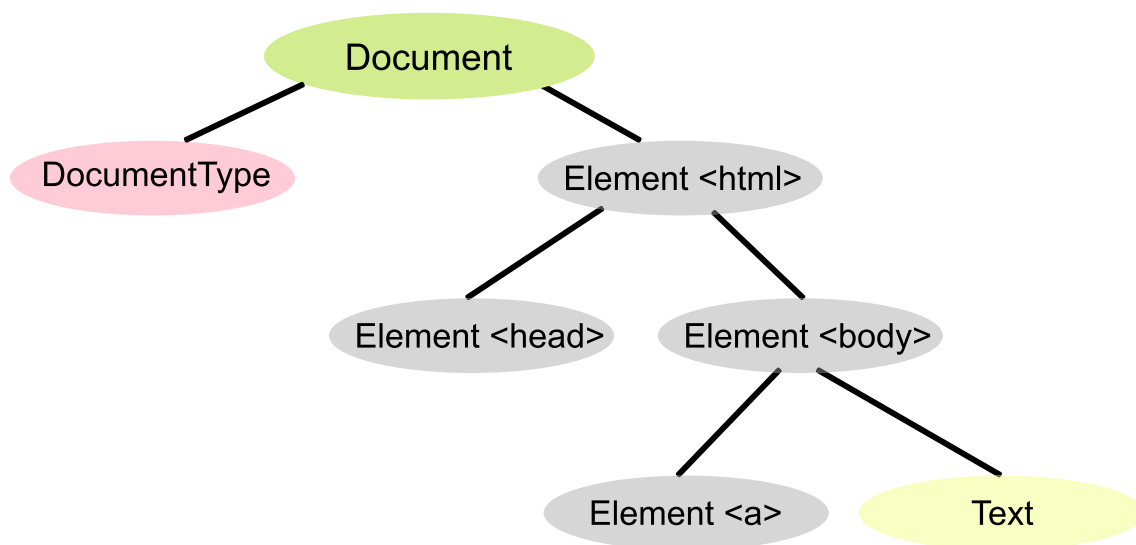 Document
DocumentType
Element <html>
Element <head>
Element <body>
Element <a>
Text